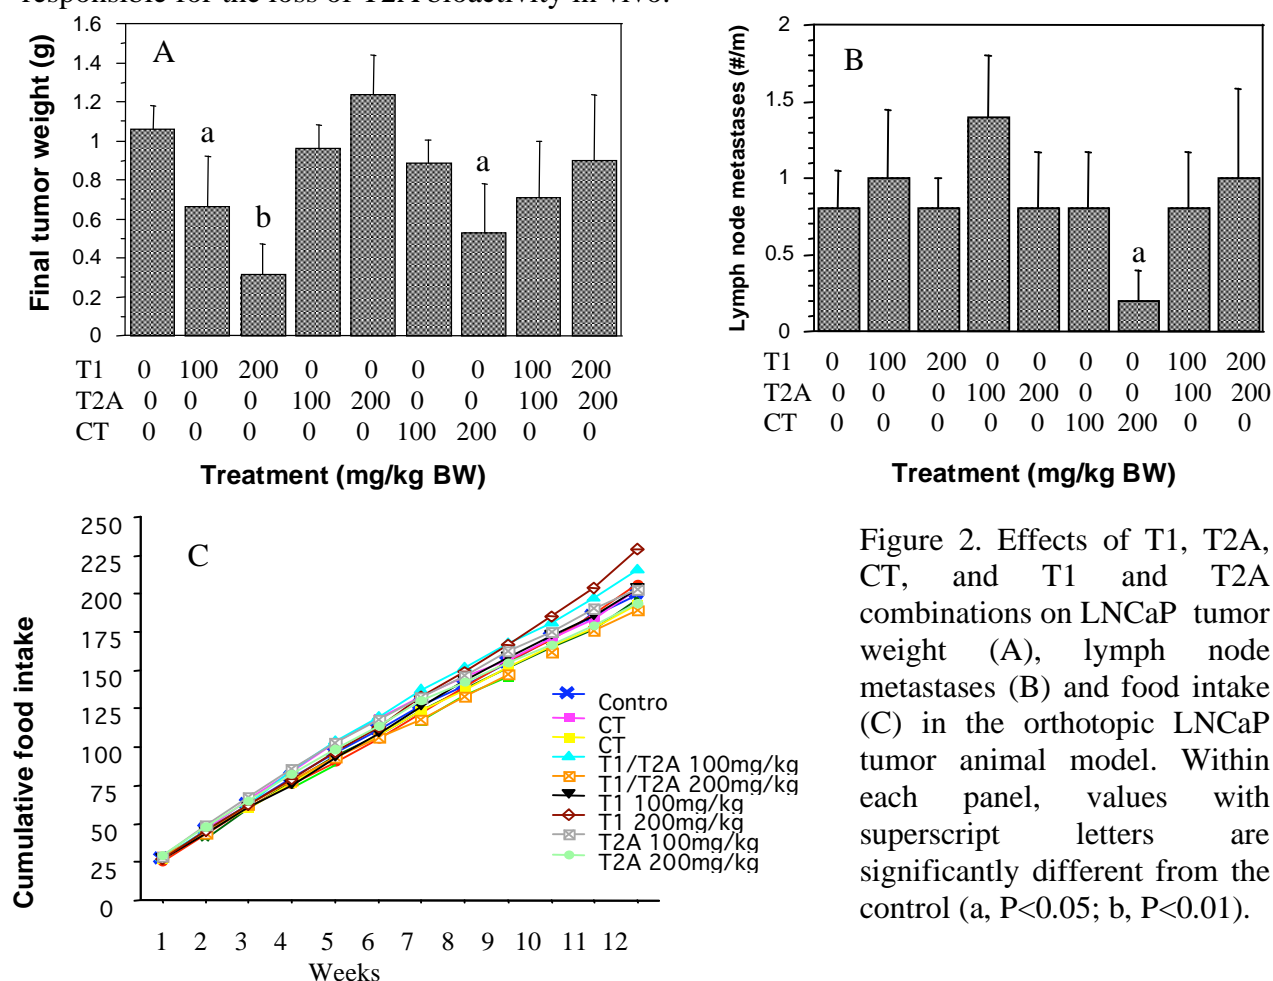 responsible for the loss of T2A bioactivity in vivo.
A
Final tumor weight (g)
1.6
1.4
1.2
1
0.8
0.6
0.4
0.2
0
a
b
a
T1 0 100 200 0 0 0 0 100 200
T2A 0 0 0 100 200 0 0 100 200
CT 0 0 0 0 0 100 200 0 0
Treatment (mg/kg BW)
B
Lymph node metastases (#/m)
2
1.5
1
0.5
0
a
T1 0 100 200 0 0 0 0 100 200
T2A 0 0 0 100 200 0 0 100 200
CT 0 0 0 0 0 100 200 0 0
Treatment (mg/kg BW)
C
Cumulative food intake
250
225
200
175
150
125
100
75
50
25
0
Contro
CT
CT
T1/T2A 100mg/kg
T1/T2A 200mg/kg
T1 100mg/kg
T1 200mg/kg
T2A 100mg/kg
T2A 200mg/kg
1 2 3 4 5 6 7 8 9 10 11 12
Weeks
Figure 2. Effects of T1, T2A,
CT, and T1 and T2A
combinations on LNCaP tumor
weight (A), lymph node
metastases (B) and food intake
(C) in the orthotopic LNCaP
tumor animal model. Within
each panel, values with
superscript letters are
significantly different from the
control (a, P<0.05; b, P<0.01).